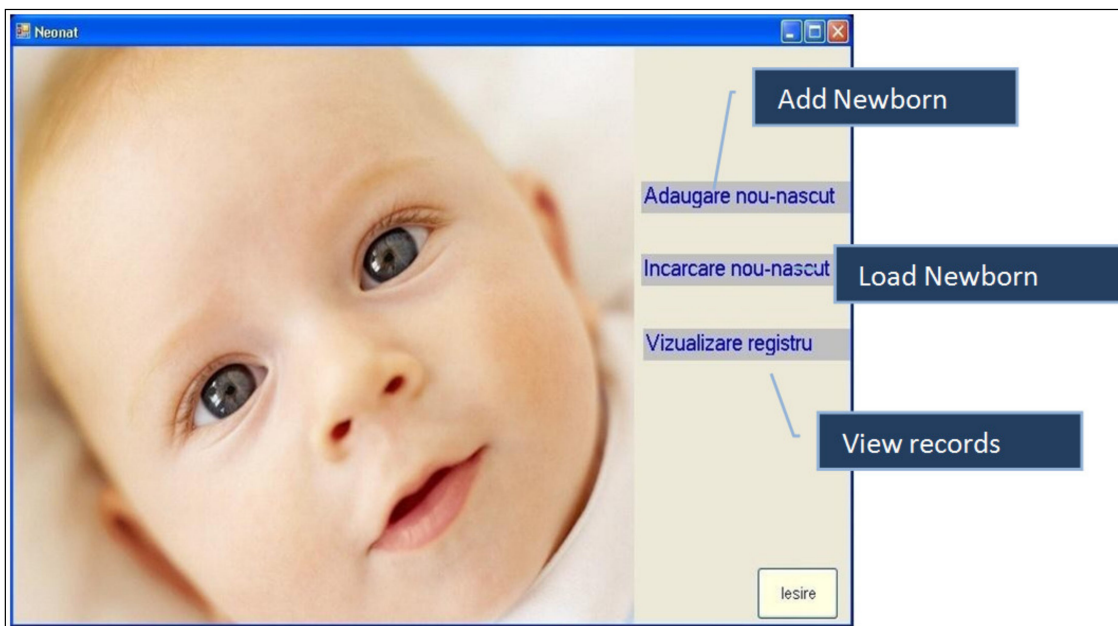 Neonat
Add Newborn
Adaugare nou-nascut
Incarcare nou-nascut
Load Newborn
Vizualizare registru
View records
Iesire